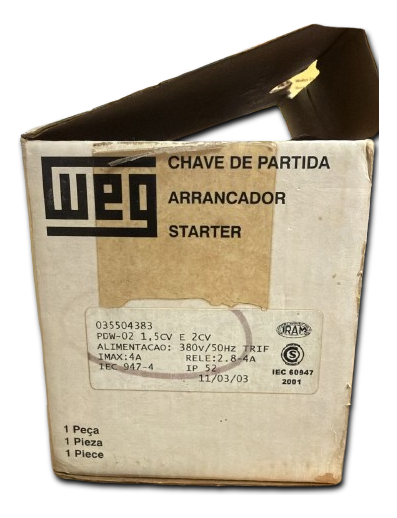 WEG
CHAVE DE PARTIDA
ARRANCADOR
STARTER
035504383
PDW-02 1,5CV E 2CV
ALIMENTACAO: 380v/50Hz TRIF
IMAX:4A RELE:2.8-4A
IEC 947-4 IP 52
11/03/03
IRAM
S
IEC 60947
2001
1 Peça
1 Pieza
1 Piece